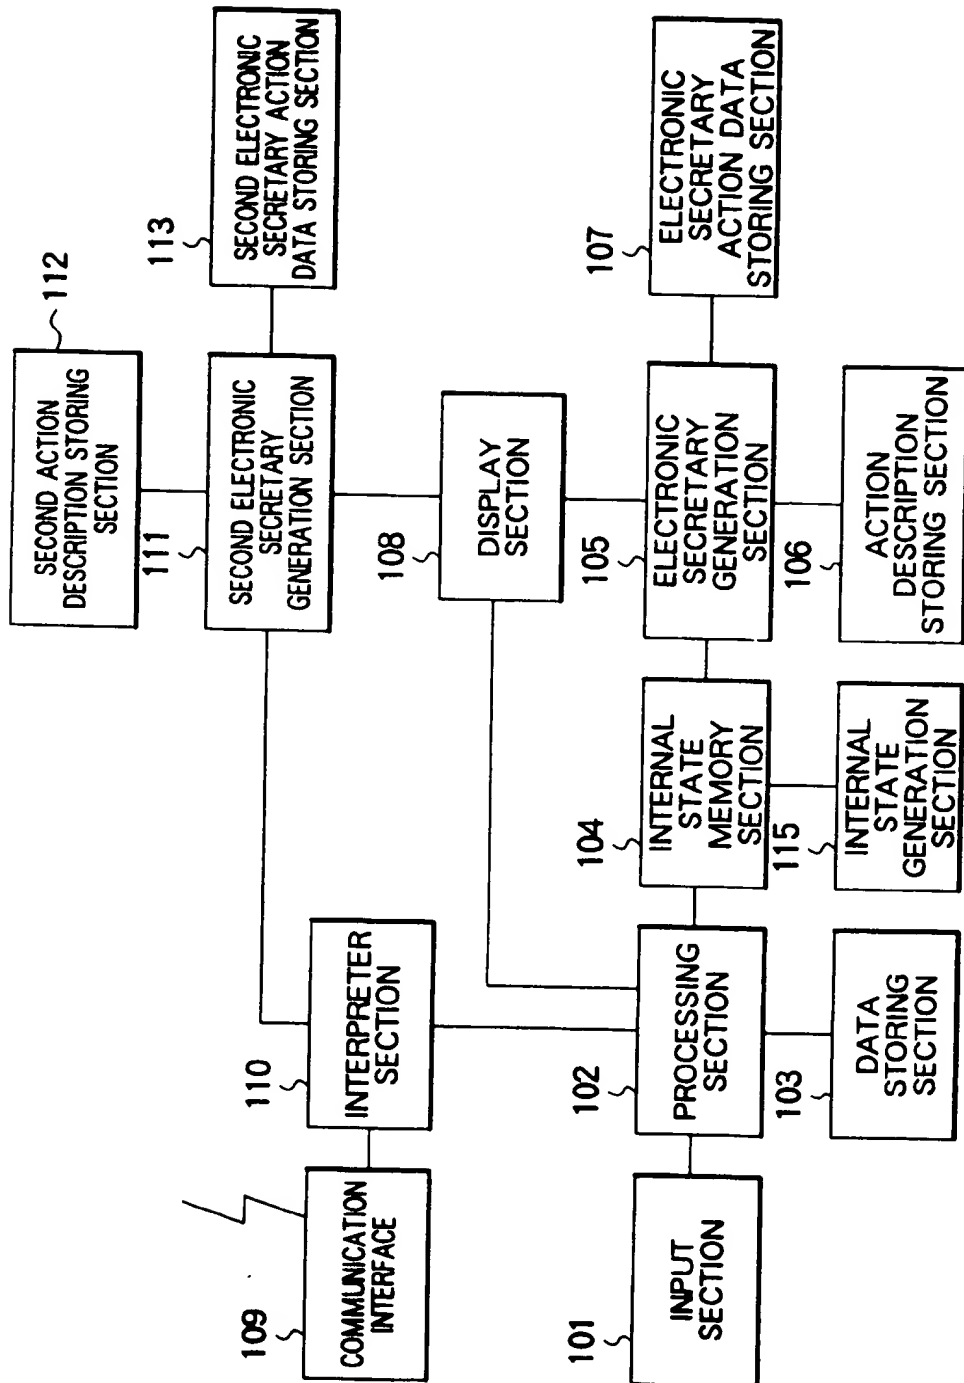 112
SECOND ACTION
DESCRIPTION STORING
SECTION
113
SECOND ELECTRONIC
SECRETARY ACTION
DATA STORING SECTION
111
SECOND ELECTRONIC
SECRETARY
GENERATION SECTION
109
COMMUNICATION
INTERFACE
110
INTERPRETER
SECTION
108
DISPLAY
SECTION
101
INPUT
SECTION
102
PROCESSING
SECTION
104
INTERNAL
STATE
MEMORY
SECTION
105
ELECTRONIC
SECRETARY
GENERATION
SECTION
107
ELECTRONIC
SECRETARY
ACTION DATA
STORING SECTION
103
DATA
STORING
SECTION
115
INTERNAL
STATE
GENERATION
SECTION
106
ACTION
DESCRIPTION
STORING SECTION